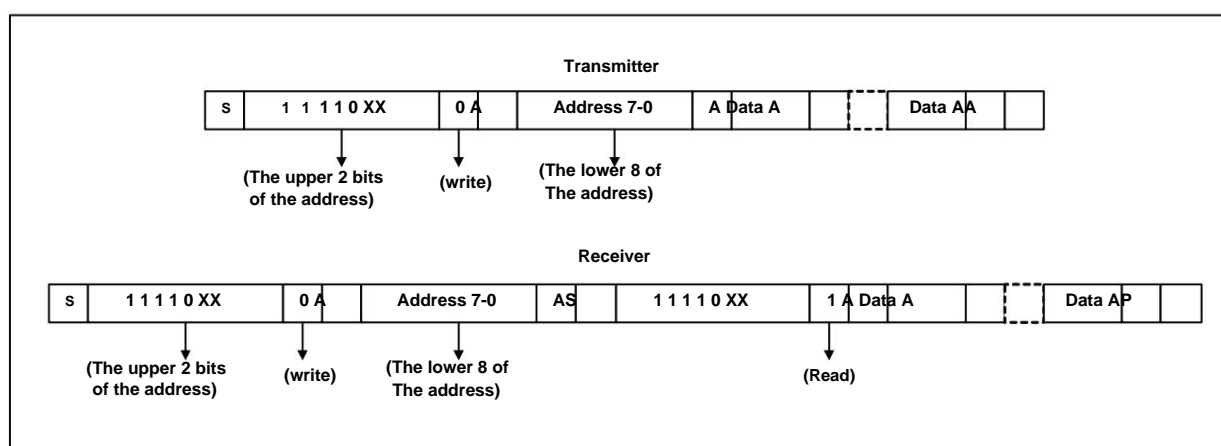 Transmitter
S 1 1 1 1 0 XX 0 A Address 7-0 A Data A Data AA
(The upper 2 bits
of the address)
(write)
(The lower 8 of
The address)
Receiver
S 1 1 1 1 0 XX 0 A Address 7-0 AS 1 1 1 1 0 XX 1 A Data A Data AP
(The upper 2 bits
of the address)
(write)
(The lower 8 of
The address)
(Read)